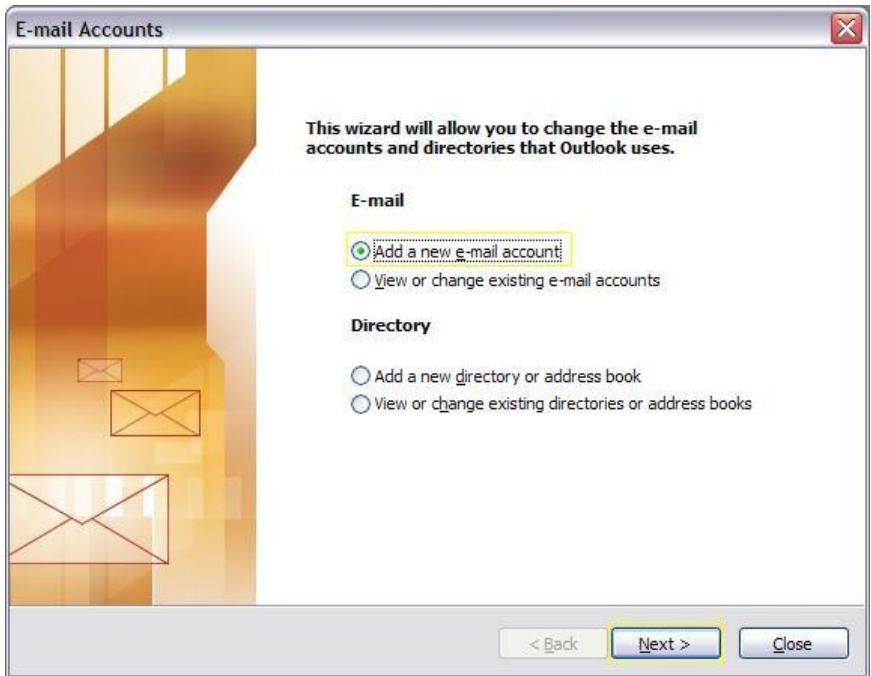 E-mail Accounts
This wizard will allow you to change the e-mail
accounts and directories that Outlook uses.
E-mail
Add a new e-mail account
View or change existing e-mail accounts
Directory
Add a new directory or address book
View or change existing directories or address books
< Back
Next >
Close